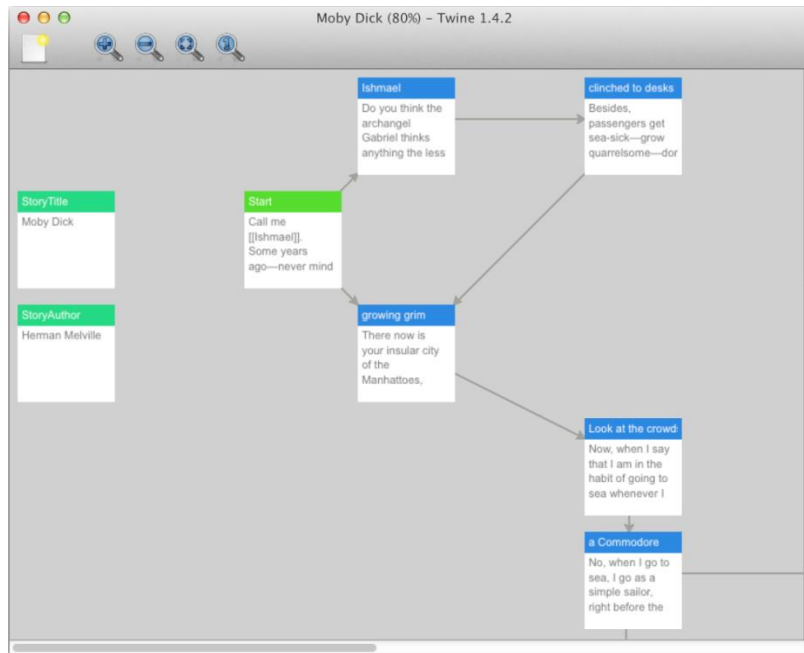 Moby Dick (80%) – Twine 1.4.2
Ishmael
Do you think the
archangel
Gabriel thinks
anything the less
clinched to desks
Besides,
passengers get
sea-sick—grow
quarrelsome—dor
StoryTitle
Moby Dick
Start
Call me
[[Ishmael]].
Some years
ago—never mind
StoryAuthor
Herman Melville
growing grim
There now is
your insular city
of the
Manhattoes,
Look at the crowds
Now, when I say
that I am in the
habit of going to
sea whenever I
a Commodore
No, when I go to
sea, I go as a
simple sailor,
right before the